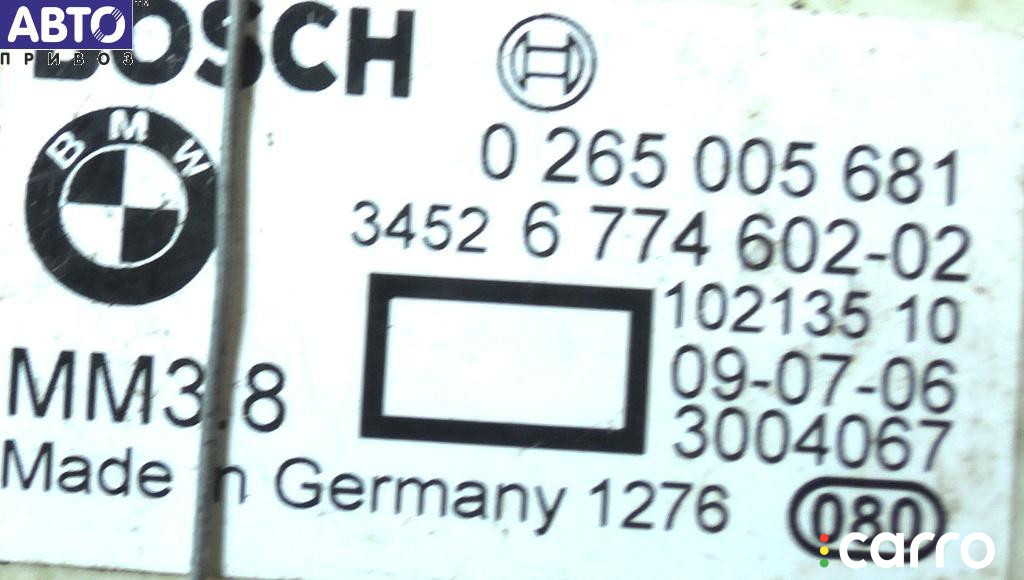 АВТО™
ПРИВОЗ
BOSCH
BMW
0 265 005 681
3452 6 774 602-02
102135 10
09-07-06
3004067
MM3.8
Made in Germany 1276
080
carro